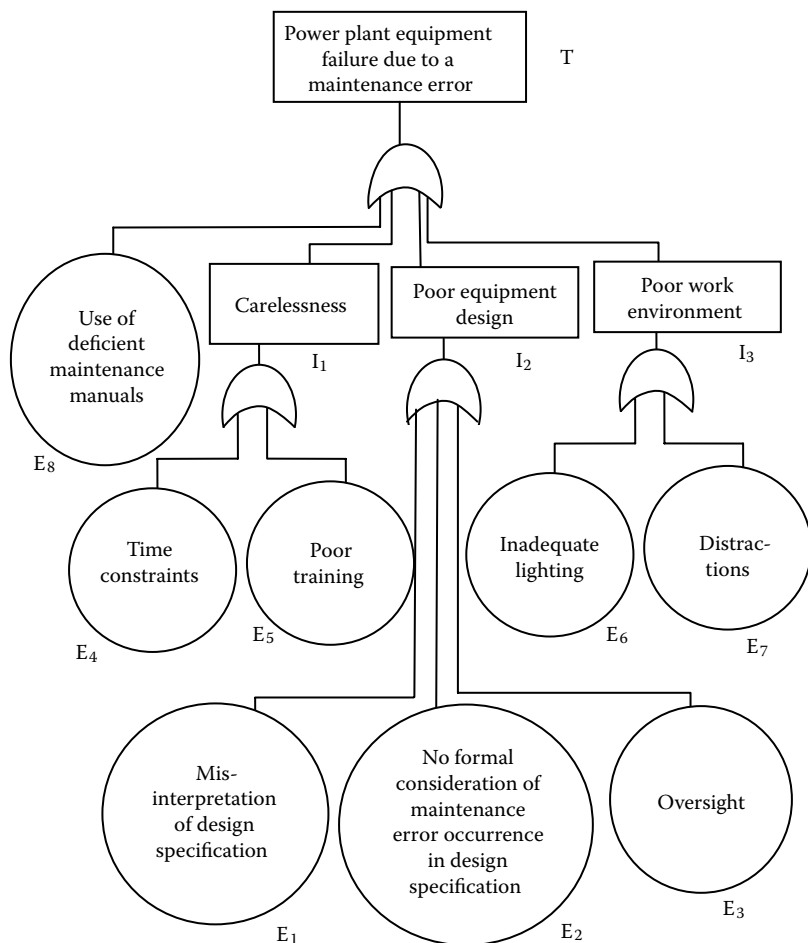 Power plant equipment
failure due to a
maintenance error
T
Use of
deficient
maintenance
manuals
E8
Carelessness
I1
Poor equipment
design
I2
Poor work
environment
I3
Time
constraints
E4
Poor
training
E5
Inadequate
lighting
E6
Distrac-
tions
E7
Mis-
interpretation
of design
specification
E1
No formal
consideration of
maintenance
error occurrence
in design
specification
E2
Oversight
E3